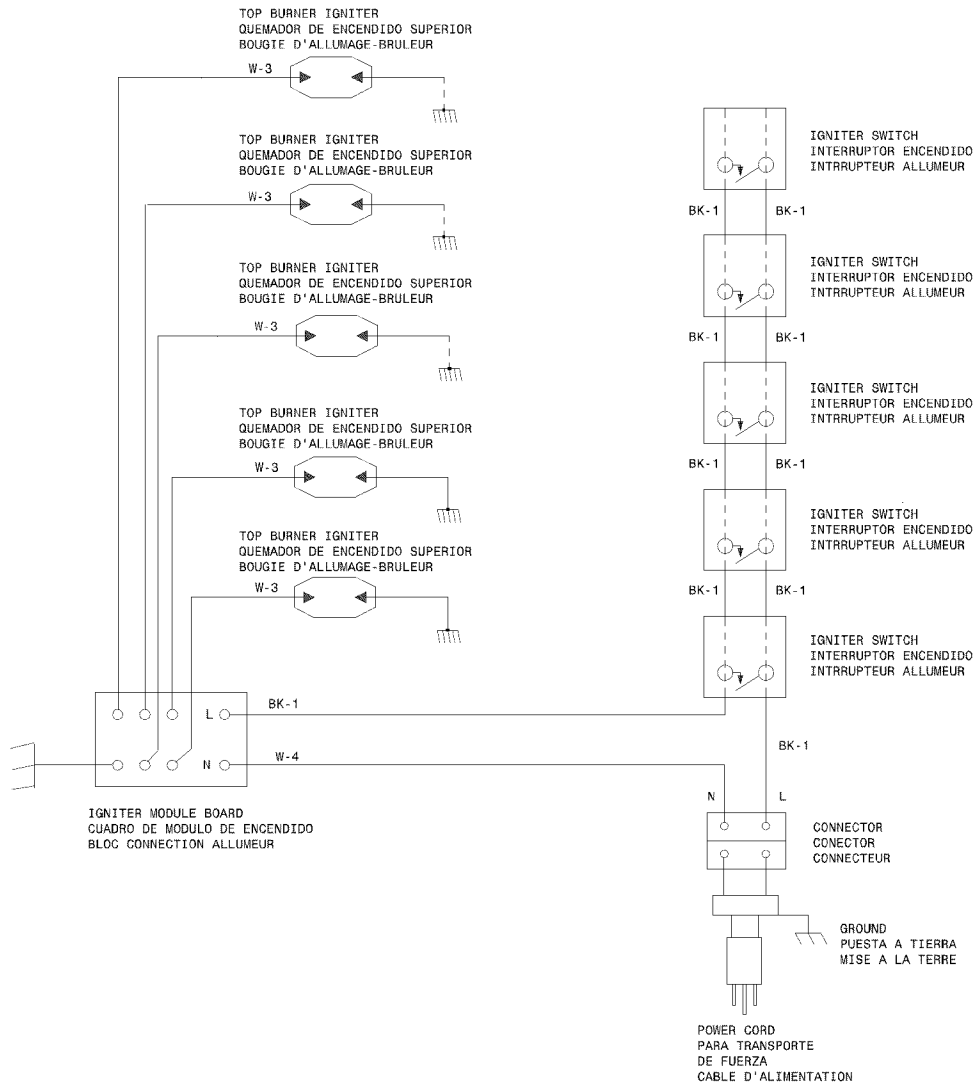 TOP BURNER IGNITER
QUEMADOR DE ENCENDIDO SUPERIOR
BOUGIE D'ALLUMAGE-BRULEUR
W-3
TOP BURNER IGNITER
QUEMADOR DE ENCENDIDO SUPERIOR
BOUGIE D'ALLUMAGE-BRULEUR
W-3
TOP BURNER IGNITER
QUEMADOR DE ENCENDIDO SUPERIOR
BOUGIE D'ALLUMAGE-BRULEUR
W-3
TOP BURNER IGNITER
QUEMADOR DE ENCENDIDO SUPERIOR
BOUGIE D'ALLUMAGE-BRULEUR
W-3
TOP BURNER IGNITER
QUEMADOR DE ENCENDIDO SUPERIOR
BOUGIE D'ALLUMAGE-BRULEUR
W-3
IGNITER SWITCH
INTERRUPTOR ENCENDIDO
INTRRUPTEUR ALLUMEUR
BK-1 BK-1
IGNITER SWITCH
INTERRUPTOR ENCENDIDO
INTRRUPTEUR ALLUMEUR
BK-1 BK-1
IGNITER SWITCH
INTERRUPTOR ENCENDIDO
INTRRUPTEUR ALLUMEUR
BK-1 BK-1
IGNITER SWITCH
INTERRUPTOR ENCENDIDO
INTRRUPTEUR ALLUMEUR
BK-1 BK-1
IGNITER SWITCH
INTERRUPTOR ENCENDIDO
INTRRUPTEUR ALLUMEUR
L BK-1
BK-1
N W-4
IGNITER MODULE BOARD
CUADRO DE MODULO DE ENCENDIDO
BLOC CONNECTION ALLUMEUR
N L
CONNECTOR
CONECTOR
CONNECTEUR
GROUND
PUESTA A TIERRA
MISE A LA TERRE
POWER CORD
PARA TRANSPORTE
DE FUERZA
CABLE D'ALIMENTATION